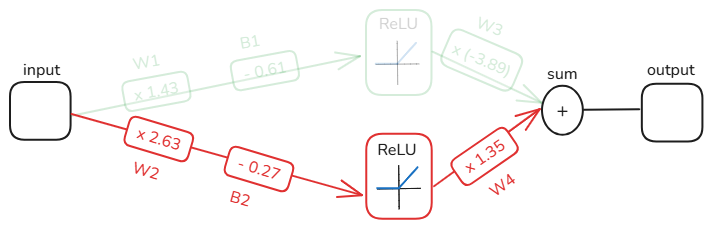 input
W1
x 1.43
B1
- 0.61
ReLU
W3
x (-3.89)
sum
+
output
x 2.63
W2
- 0.27
B2
ReLU
x 1.35
W4